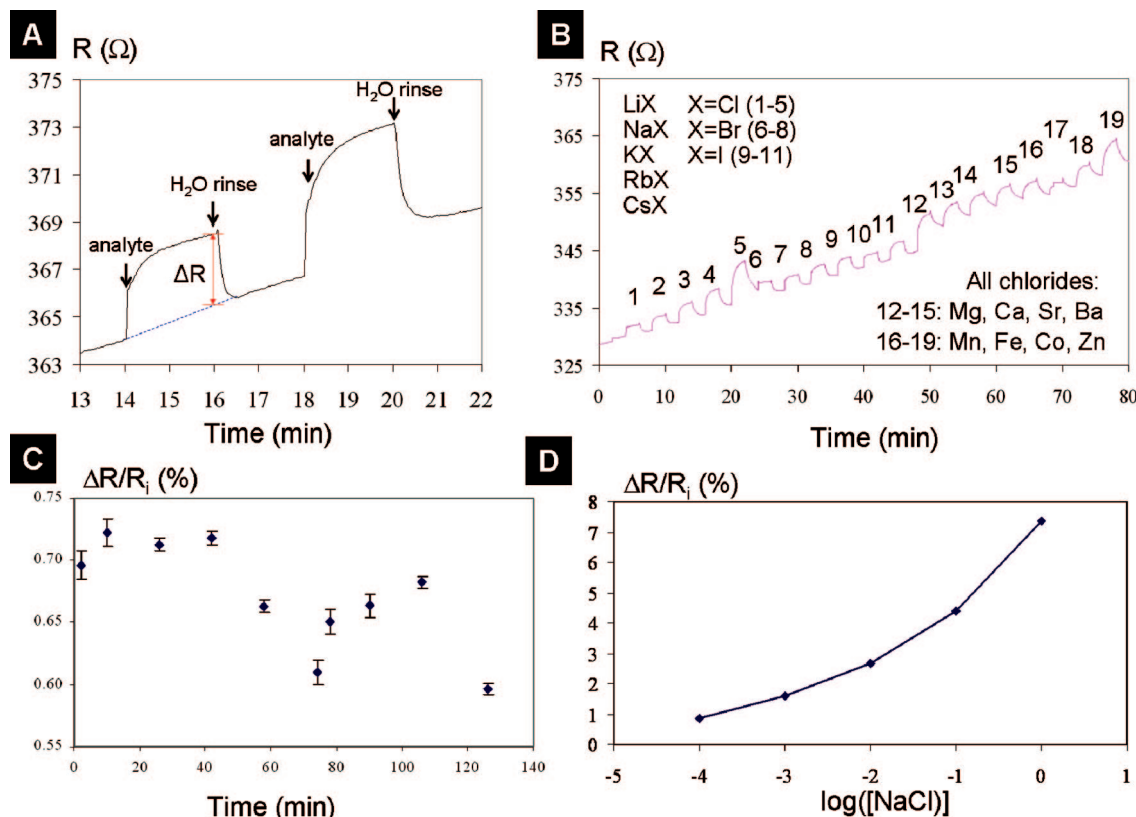 A
R (Ω)
375
373
371
369
367
365
363
analyte
H₂O rinse
ΔR
analyte
H₂O rinse
13 14 15 16 17 18 19 20 21 22
Time (min)
B
R (Ω)
375
365
355
345
335
325
LiX X=Cl (1-5)
NaX X=Br (6-8)
KX X=I (9-11)
RbX
CsX
1 2 3 4 5 6 7 8 9 10 11 12 13 14 15 16 17 18 19
All chlorides:
12-15: Mg, Ca, Sr, Ba
16-19: Mn, Fe, Co, Zn
0 10 20 30 40 50 60 70 80
Time (min)
C
ΔR/Rᵢ (%)
0.75
0.70
0.65
0.60
0.55
0 20 40 60 80 100 120 140
Time (min)
D
ΔR/Rᵢ (%)
8
7
6
5
4
3
2
1
0
-5 -4 -3 -2 -1 0 1
log([NaCl)]